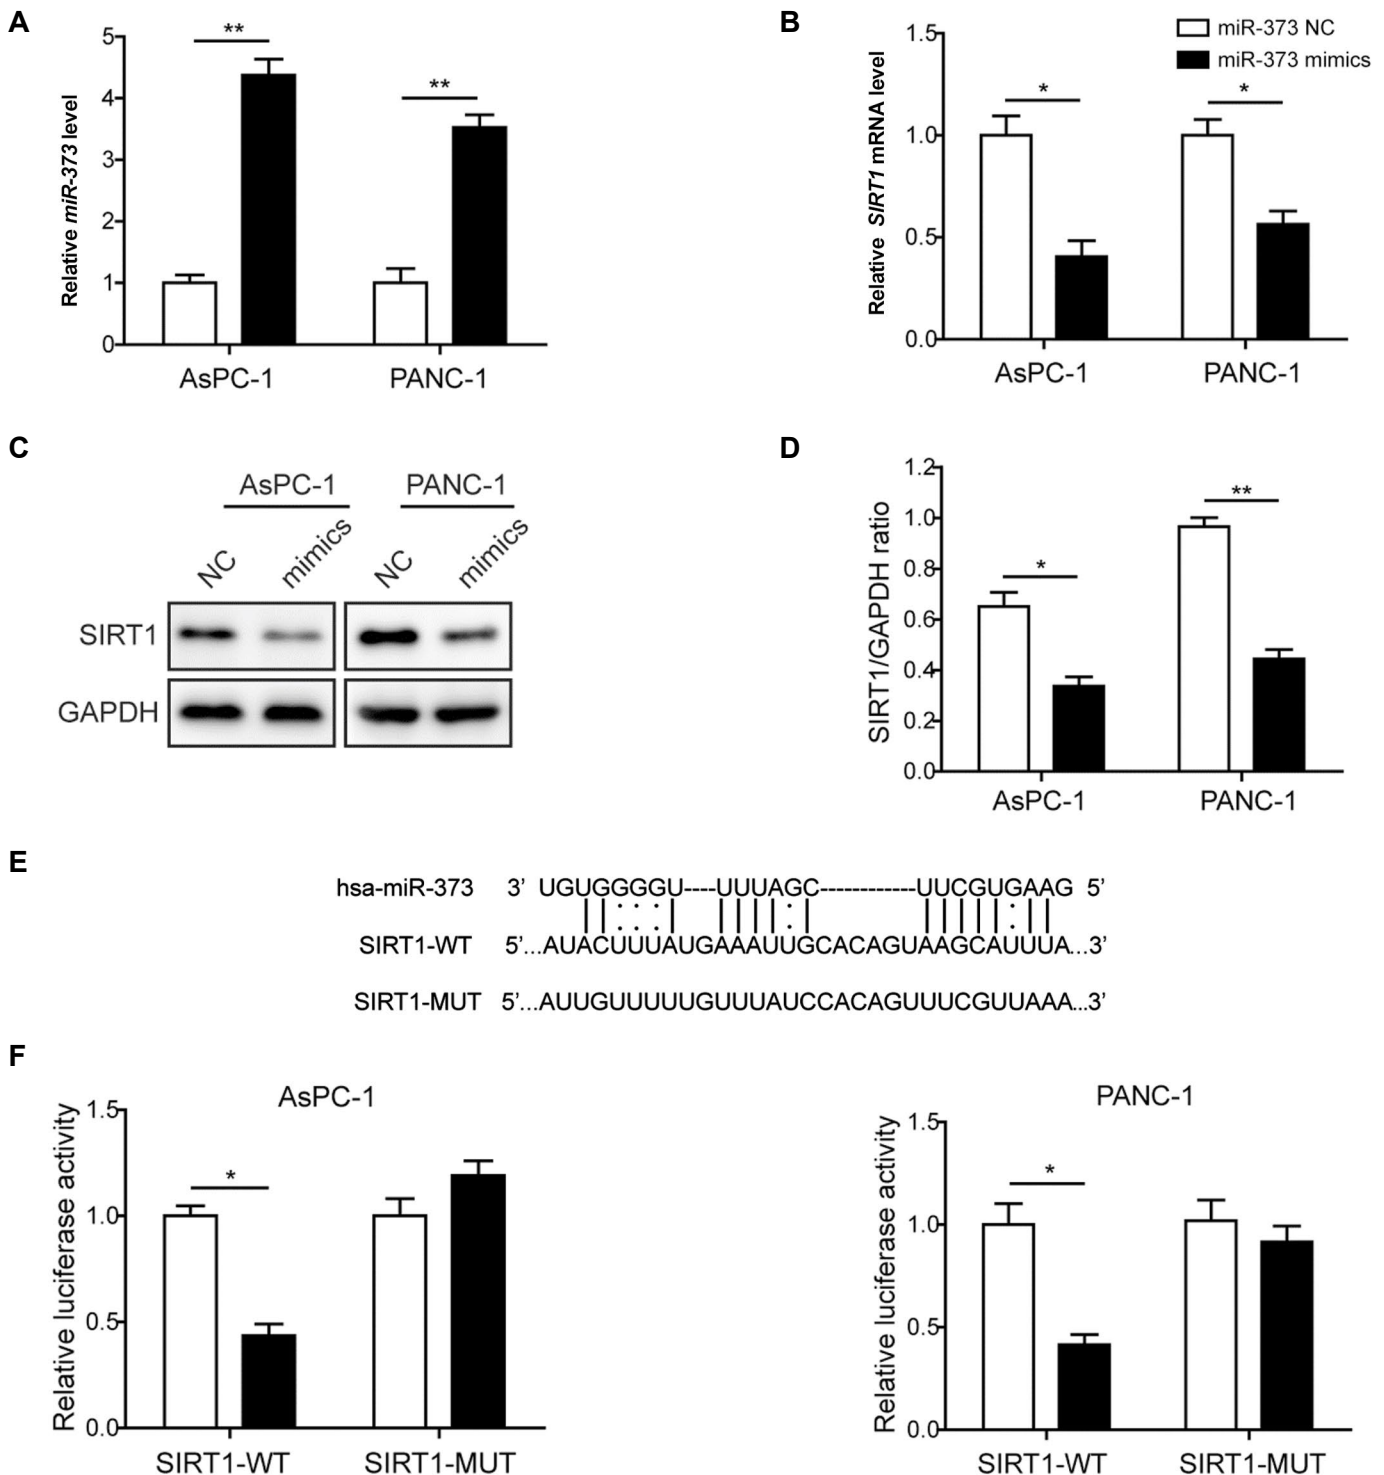 A
Relative miR-373 level
5
4
3
2
1
0
**
**
AsPC-1
PANC-1
B
miR-373 NC
miR-373 mimics
Relative SIRT1 mRNA level
1.5
1.0
0.5
0.0
*
*
AsPC-1
PANC-1
C
AsPC-1
PANC-1
NC
mimics
NC
mimics
SIRT1
GAPDH
D
SIRT1/GAPDH ratio
1.2
1.0
0.8
0.6
0.4
0.2
0.0
*
**
AsPC-1
PANC-1
E
hsa-miR-373 3’ UGUGGGGU----UUUAGC------------UUCGUGAAG 5’
SIRT1-WT 5’...AUACUUUAUGAAAUUGCACAGUAAGCAUUUA...3’
SIRT1-MUT 5’...AUUGUUUUUGUUUAUCCACAGUUUCGUUAAA...3’
F
AsPC-1
Relative luciferase activity
1.5
1.0
0.5
0.0
*
SIRT1-WT
SIRT1-MUT
PANC-1
Relative luciferase activity
1.5
1.0
0.5
0.0
*
SIRT1-WT
SIRT1-MUT